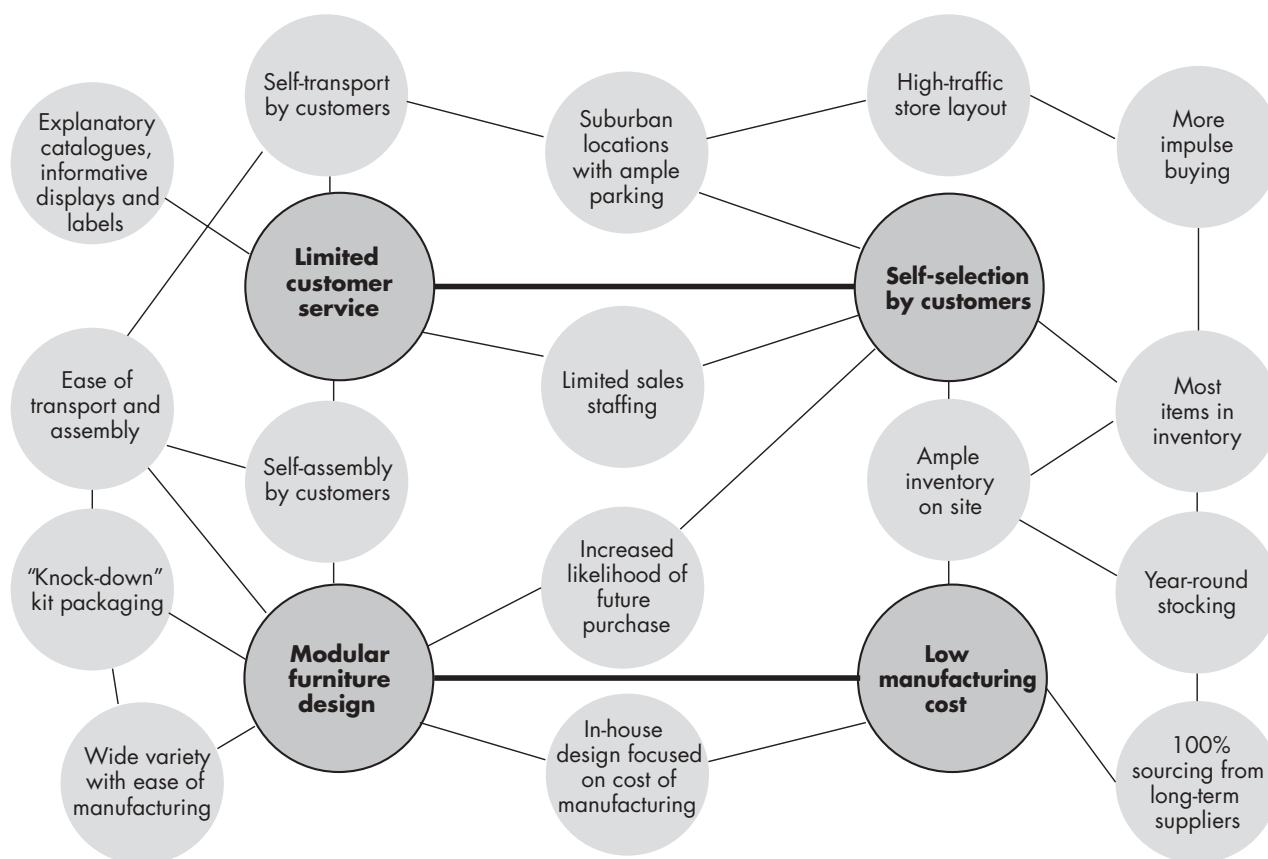 Self-transport
by customers
High-traffic
store layout
Explanatory
catalogues,
informative
displays and
labels
Suburban
locations
with ample
parking
More
impulse
buying
Limited
customer
service
Self-selection
by customers
Ease of
transport and
assembly
Limited sales
staffing
Most
items in
inventory
Self-assembly
by customers
Ample
inventory
on site
"Knock-down"
kit packaging
Increased
likelihood of
future
purchase
Year-round
stocking
Modular
furniture
design
Low
manufacturing
cost
Wide variety
with ease of
manufacturing
In-house
design focused
on cost of
manufacturing
100%
sourcing from
long-term
suppliers